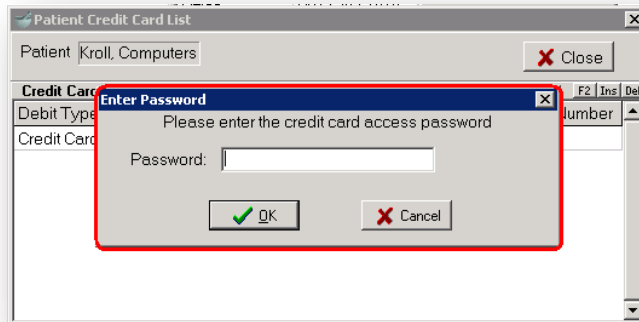 Patient Credit Card List
Patient Kroll, Computers
Close
Credit Card
F2 Ins Del
Debit Type
Number
Credit Card
Enter Password
Please enter the credit card access password
Password:
OK
Cancel